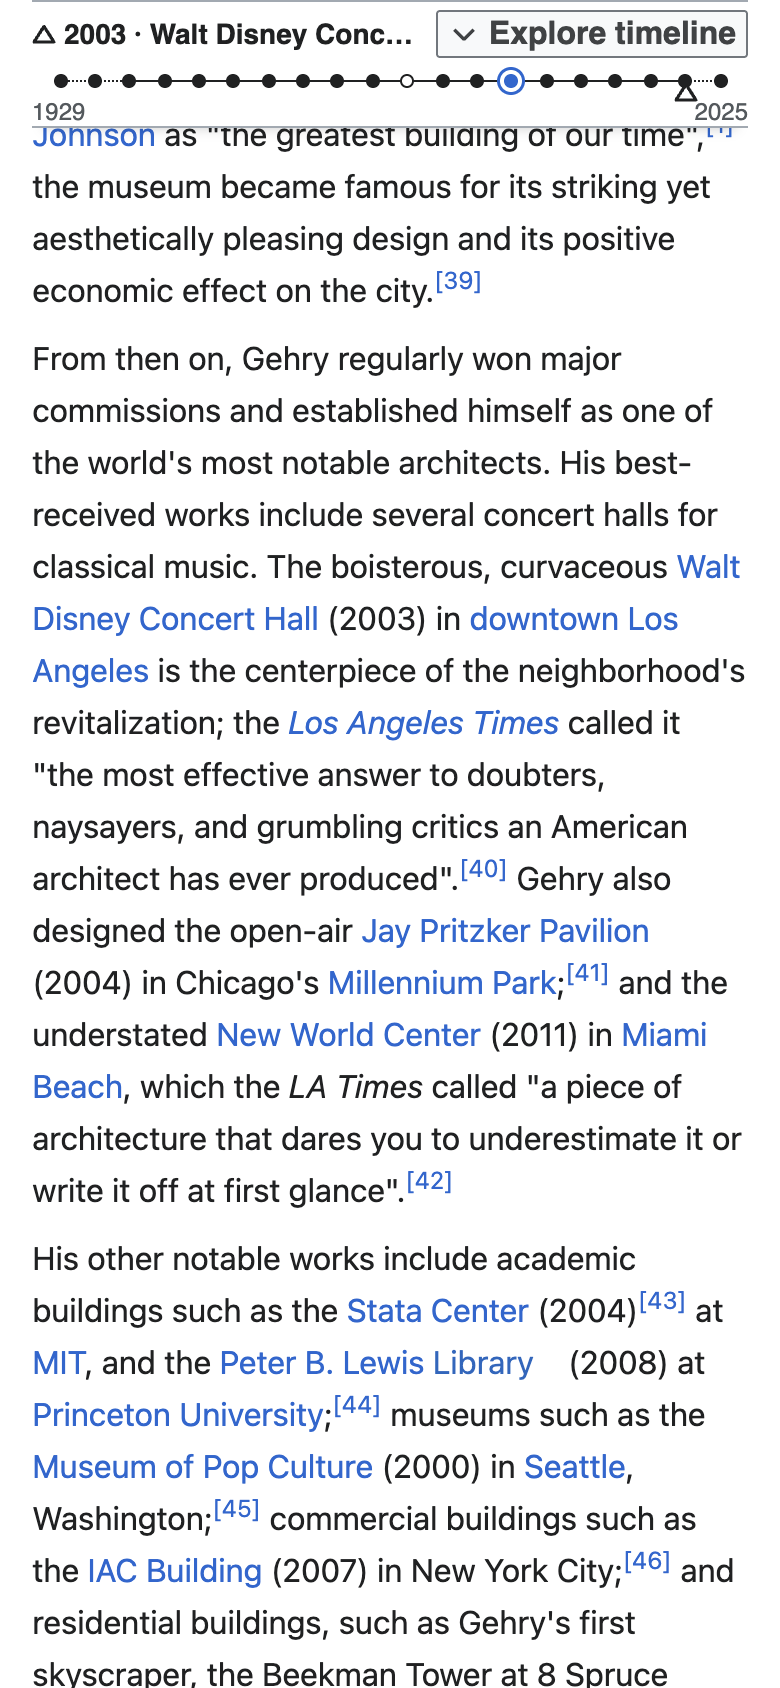 △ 2003 · Walt Disney Conc...
Explore timeline
1929
2025
Johnson as "the greatest building of our time",[1]
the museum became famous for its striking yet
aesthetically pleasing design and its positive
economic effect on the city.[39]
From then on, Gehry regularly won major
commissions and established himself as one of
the world's most notable architects. His best-
received works include several concert halls for
classical music. The boisterous, curvaceous Walt
Disney Concert Hall (2003) in downtown Los
Angeles is the centerpiece of the neighborhood's
revitalization; the Los Angeles Times called it
"the most effective answer to doubters,
naysayers, and grumbling critics an American
architect has ever produced".[40] Gehry also
designed the open-air Jay Pritzker Pavilion
(2004) in Chicago's Millennium Park;[41] and the
understated New World Center (2011) in Miami
Beach, which the LA Times called "a piece of
architecture that dares you to underestimate it or
write it off at first glance".[42]
His other notable works include academic
buildings such as the Stata Center (2004)[43] at
MIT, and the Peter B. Lewis Library (2008) at
Princeton University;[44] museums such as the
Museum of Pop Culture (2000) in Seattle,
Washington;[45] commercial buildings such as
the IAC Building (2007) in New York City;[46] and
residential buildings, such as Gehry's first
skyscraper, the Beekman Tower at 8 Spruce